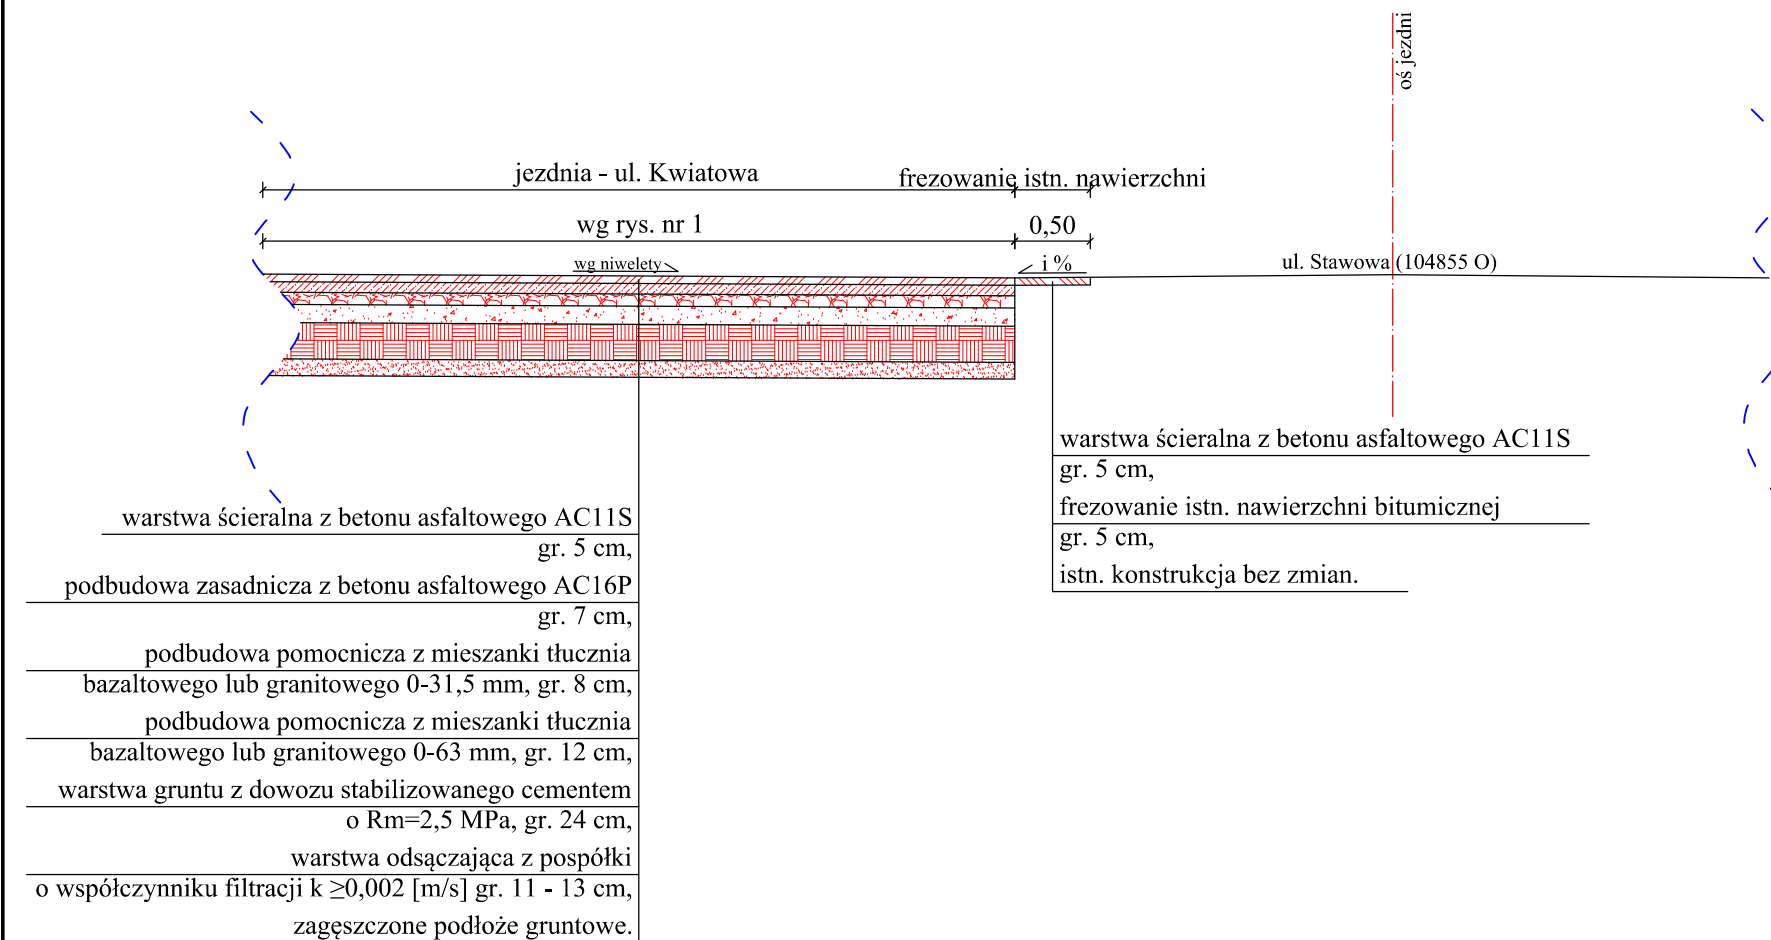 oś jezdni
jezdnia - ul. Kwiatowa
frezowanie istn. nawierzchni
wg rys. nr 1
0,50
wg niwelety
i %
ul. Stawowa (104855 O)
warstwa ścieralna z betonu asfaltowego AC11S
gr. 5 cm,
frezowanie istn. nawierzchni bitumicznej
gr. 5 cm,
istn. konstrukcja bez zmian.
warstwa ścieralna z betonu asfaltowego AC11S
gr. 5 cm,
podbudowa zasadnicza z betonu asfaltowego AC16P
gr. 7 cm,
podbudowa pomocnicza z mieszanki tłucznia
bazaltowego lub granitowego 0-31,5 mm, gr. 8 cm,
podbudowa pomocnicza z mieszanki tłucznia
bazaltowego lub granitowego 0-63 mm, gr. 12 cm,
warstwa gruntu z dowozu stabilizowanego cementem
o Rm=2,5 MPa, gr. 24 cm,
warstwa odsączająca z pospółki
o współczynniku filtracji k ≥0,002 [m/s] gr. 11 - 13 cm,
zagęszczone podłoże gruntowe.